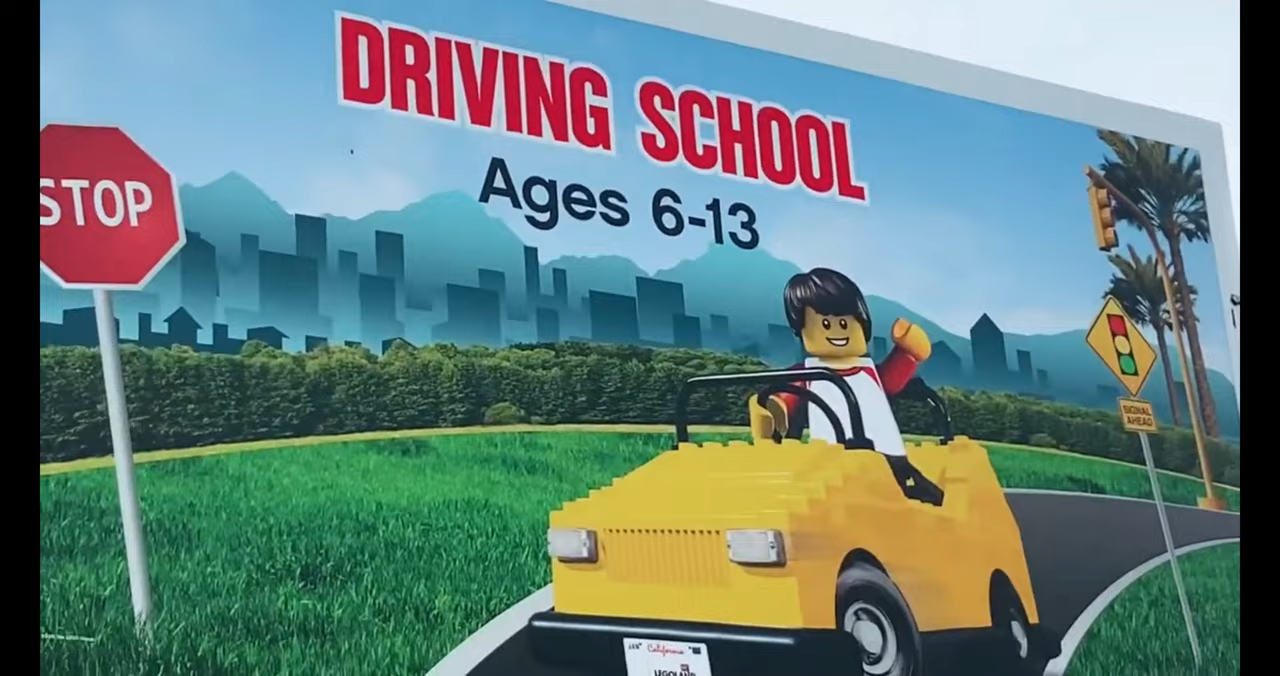 DRIVING SCHOOL
Ages 6-13
STOP
SIGNAL
AHEAD
California
LEGOLAND